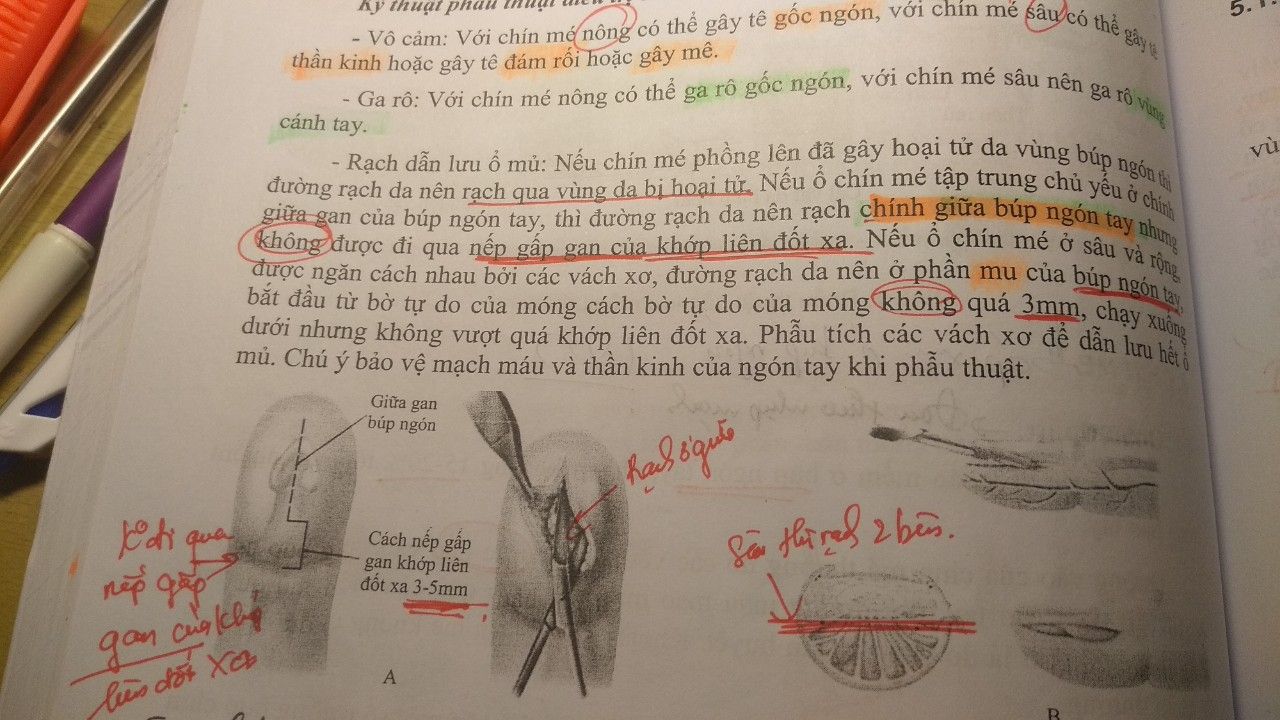 Kỹ thuật phẫu thuật điều
- Vô cảm: Với chín mé nông có thể gây tê gốc ngón, với chín mé sâu có thể gây tê
thần kinh hoặc gây tê đám rối hoặc gây mê.
- Ga rô: Với chín mé nông có thể ga rô gốc ngón, với chín mé sâu nên ga rô vùng
cánh tay.
- Rạch dẫn lưu ổ mủ: Nếu chín mé phồng lên đã gây hoại tử da vùng búp ngón thì
đường rạch da nên rạch qua vùng da bị hoại tử. Nếu ổ chín mé tập trung chủ yếu ở chính
giữa gan của búp ngón tay, thì đường rạch da nên rạch chính giữa búp ngón tay nhưng
không được đi qua nếp gấp gan của khớp liên đốt xa. Nếu ổ chín mé ở sâu và rộng,
được ngăn cách nhau bởi các vách xơ, đường rạch da nên ở phần mu của búp ngón tay,
bắt đầu từ bờ tự do của móng cách bờ tự do của móng không quá 3mm, chạy xuống
dưới nhưng không vượt quá khớp liên đốt xa. Phẫu tích các vách xơ để dẫn lưu hết ổ
mủ. Chú ý bảo vệ mạch máu và thần kinh của ngón tay khi phẫu thuật.
Giữa gan
búp ngón
Rạch ở giữa
Cách nếp gấp
gan khớp liên
đốt xa 3-5mm
đi qua
nếp gấp
gan của khớp
liên đốt xa
Sâu thì rạch 2 bên.
A
B
5.1.
vù